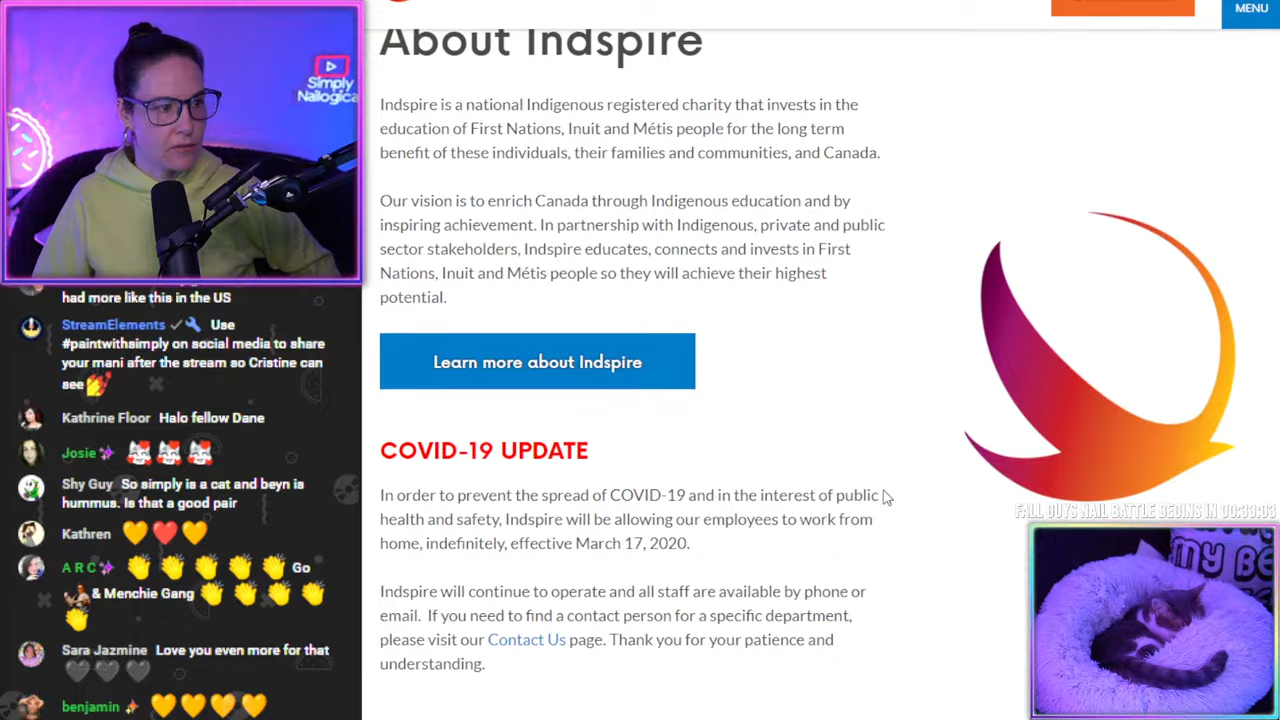 MENU
About Indspire
Indspire is a national Indigenous registered charity that invests in the
education of First Nations, Inuit and Métis people for the long term
benefit of these individuals, their families and communities, and Canada.
Our vision is to enrich Canada through Indigenous education and by
inspiring achievement. In partnership with Indigenous, private and public
sector stakeholders, Indspire educates, connects and invests in First
Nations, Inuit and Métis people so they will achieve their highest
potential.
Learn more about Indspire
COVID-19 UPDATE
In order to prevent the spread of COVID-19 and in the interest of public
health and safety, Indspire will be allowing our employees to work from
home, indefinitely, effective March 17, 2020.
Indspire will continue to operate and all staff are available by phone or
email. If you need to find a contact person for a specific department,
please visit our Contact Us page. Thank you for your patience and
understanding.
Simply
Nailogical
had more like this in the US
StreamElements Use
#paintwithsimply on social media to share
your mani after the stream so Cristine can
see
Kathrine Floor Halo fellow Dane
Josie
Shy Guy So simply is a cat and beyn is
hummus. Is that a good pair
Kathren
A R C Go
& Menchie Gang
Sara Jazmine Love you even more for that
benjamin
FALL GUYS NAIL BATTLE BEGINS IN 00:33:03
MY BE